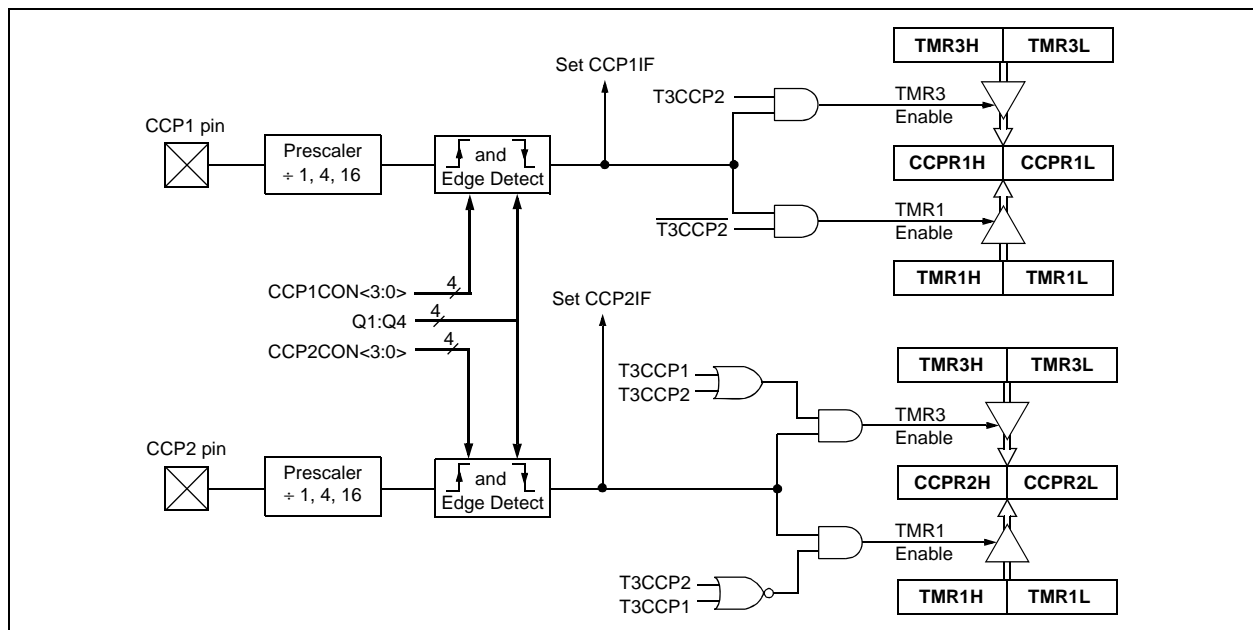 TMR3H TMR3L
Set CCP1IF
T3CCP2
TMR3
Enable
CCP1 pin
Prescaler
÷ 1, 4, 16
and
Edge Detect
CCPR1H CCPR1L
T3CCP2
TMR1
Enable
TMR1H TMR1L
CCP1CON<3:0>
4
Q1:Q4
4
CCP2CON<3:0>
4
Set CCP2IF
TMR3H TMR3L
T3CCP1
T3CCP2
TMR3
Enable
CCP2 pin
Prescaler
÷ 1, 4, 16
and
Edge Detect
CCPR2H CCPR2L
TMR1
Enable
T3CCP2
T3CCP1
TMR1H TMR1L